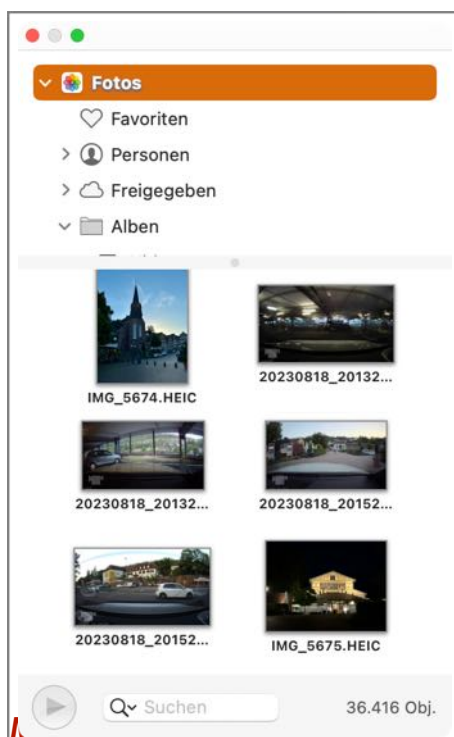 Fotos
Favoriten
Personen
Freigegeben
Alben
IMG_5674.HEIC
20230818_20132...
20230818_20132...
20230818_20152...
20230818_20152...
IMG_5675.HEIC
Suchen
36.416 Obj.